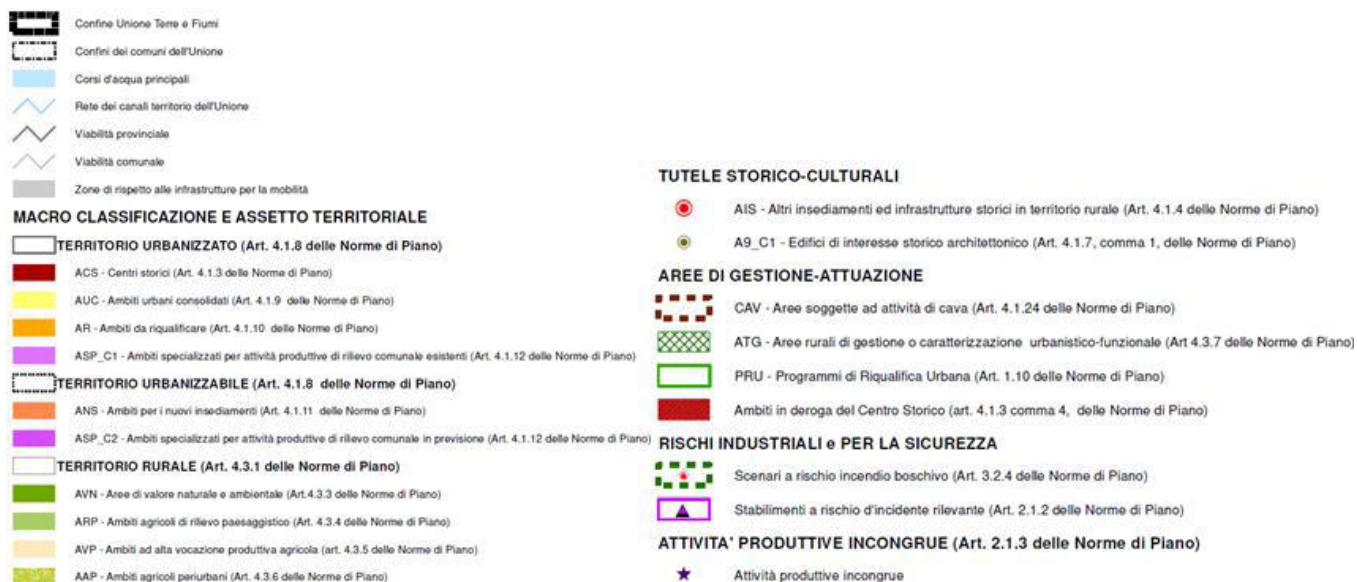 Confine Unione Terre e Fiumi
Confini dei comuni dell'Unione
Corsi d'acqua principali
Rete dei canali territorio dell'Unione
Viabilità provinciale
Viabilità comunale
Zone di rispetto alle infrastrutture per la mobilità
MACRO CLASSIFICAZIONE E ASSETTO TERRITORIALE
TERRITORIO URBANIZZATO (Art. 4.1.8 delle Norme di Piano)
ACS - Centri storici (Art. 4.1.3 delle Norme di Piano)
AUC - Ambiti urbani consolidati (Art. 4.1.9 delle Norme di Piano)
AR - Ambiti da riqualificare (Art. 4.1.10 delle Norme di Piano)
ASP_C1 - Ambiti specializzati per attività produttive di rilievo comunale esistenti (Art. 4.1.12 delle Norme di Piano)
TERRITORIO URBANIZZABILE (Art. 4.1.8 delle Norme di Piano)
ANS - Ambiti per i nuovi insediamenti (Art. 4.1.11 delle Norme di Piano)
ASP_C2 - Ambiti specializzati per attività produttive di rilievo comunale in previsione (Art. 4.1.12 delle Norme di Piano)
TERRITORIO RURALE (Art. 4.3.1 delle Norme di Piano)
AVN - Aree di valore naturale e ambientale (Art.4.3.3 delle Norme di Piano)
ARP - Ambiti agricoli di rilievo paesaggistico (Art. 4.3.4 delle Norme di Piano)
AVP - Ambiti ad alta vocazione produttiva agricola (art. 4.3.5 delle Norme di Piano)
AAP - Ambiti agricoli periurbani (Art. 4.3.6 delle Norme di Piano)
TUTELE STORICO-CULTURALI
AIS - Altri insediamenti ed infrastrutture storici in territorio rurale (Art. 4.1.4 delle Norme di Piano)
A9_C1 - Edifici di interesse storico architettonico (Art. 4.1.7, comma 1, delle Norme di Piano)
AREE DI GESTIONE-ATTUAZIONE
CAV - Aree soggette ad attività di cava (Art. 4.1.24 delle Norme di Piano)
ATG - Aree rurali di gestione o caratterizzazione urbanistico-funzionale (Art 4.3.7 delle Norme di Piano)
PRU - Programmi di Riqualifica Urbana (Art. 1.10 delle Norme di Piano)
Ambiti in deroga del Centro Storico (art. 4.1.3 comma 4, delle Norme di Piano)
RISCHI INDUSTRIALI e PER LA SICUREZZA
Scenari a rischio incendio boschivo (Art. 3.2.4 delle Norme di Piano)
Stabilimenti a rischio d'incidente rilevante (Art. 2.1.2 delle Norme di Piano)
ATTIVITA' PRODUTTIVE INCONGRUE (Art. 2.1.3 delle Norme di Piano)
Attività produttive incongrue